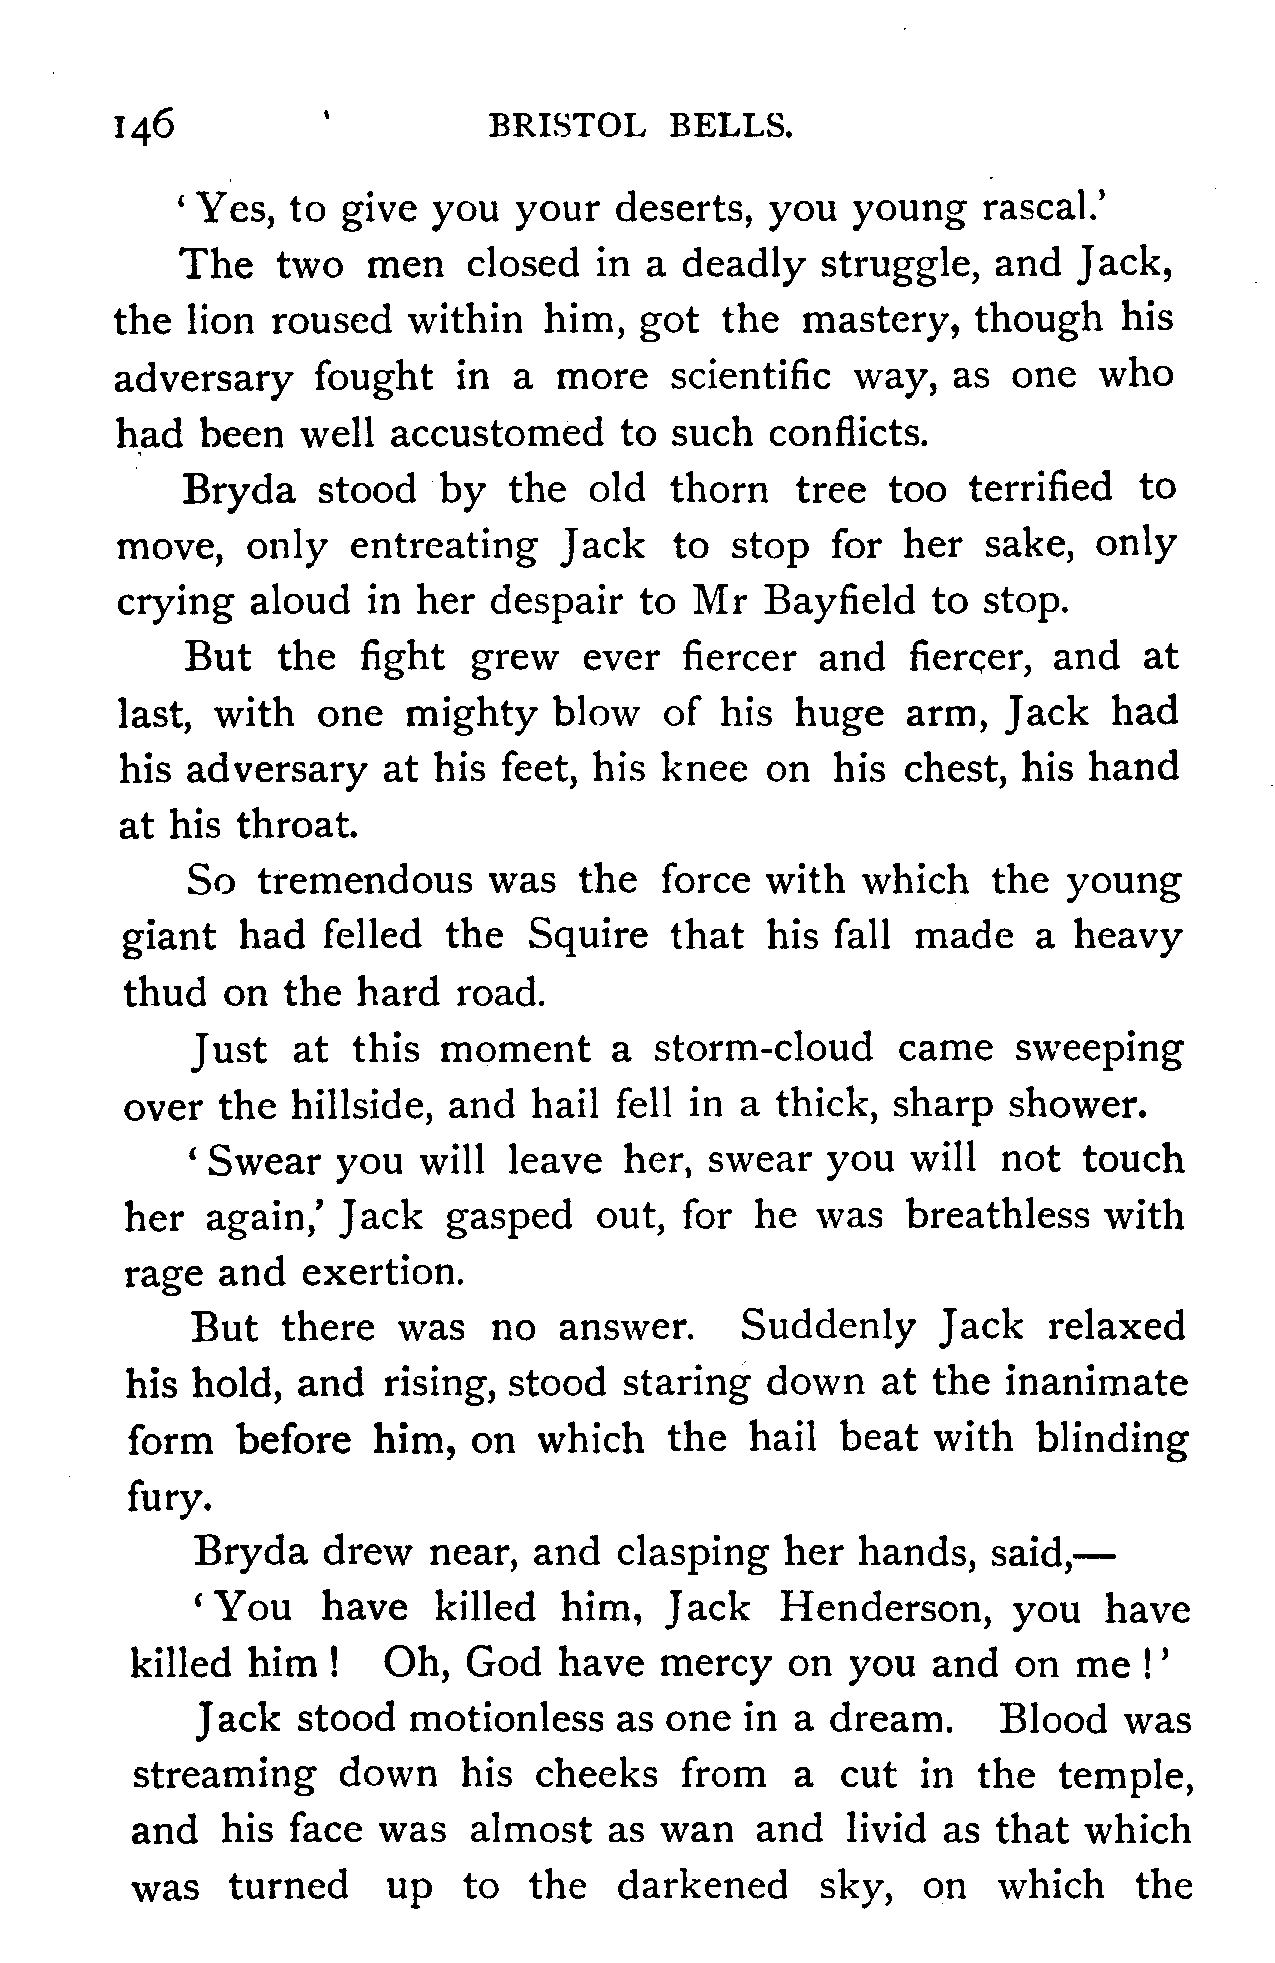 146 BRISTOL BELLS.
‘ Yes, to give you your deserts, you young rascal.’
The two men closed in a deadly struggle, and Jack,
the lion roused within him, got the mastery, though his
adversary fought in a more scientific way, as one who
had been well accustomed to such conflicts.
Bryda stood by the old thorn tree too terrified to
move, only entreating Jack to stop for her sake, only
crying aloud in her despair to Mr Bayfield to stop.
But the fight grew ever fiercer and fiercer, and at
last, with one mighty blow of his huge arm, Jack had
his adversary at his feet, his knee on his chest, his hand
at his throat.
So tremendous was the force with which the young
giant had felled the Squire that his fall made a heavy
thud on the hard road.
Just at this moment a storm-cloud came sweeping
over the hillside, and hail fell in a thick, sharp shower.
‘ Swear you will leave her, swear you will not touch
her again,’ Jack gasped out, for he was breathless with
rage and exertion.
But there was no answer. Suddenly Jack relaxed
his hold, and rising, stood staring down at the inanimate
form before him, on which the hail beat with blinding
fury.
Bryda drew near, and clasping her hands, said,—
‘ You have killed him, Jack Henderson, you have
killed him ! Oh, God have mercy on you and on me ! ’
Jack stood motionless as one in a dream. Blood was
streaming down his cheeks from a cut in the temple,
and his face was almost as wan and livid as that which
was turned up to the darkened sky, on which the